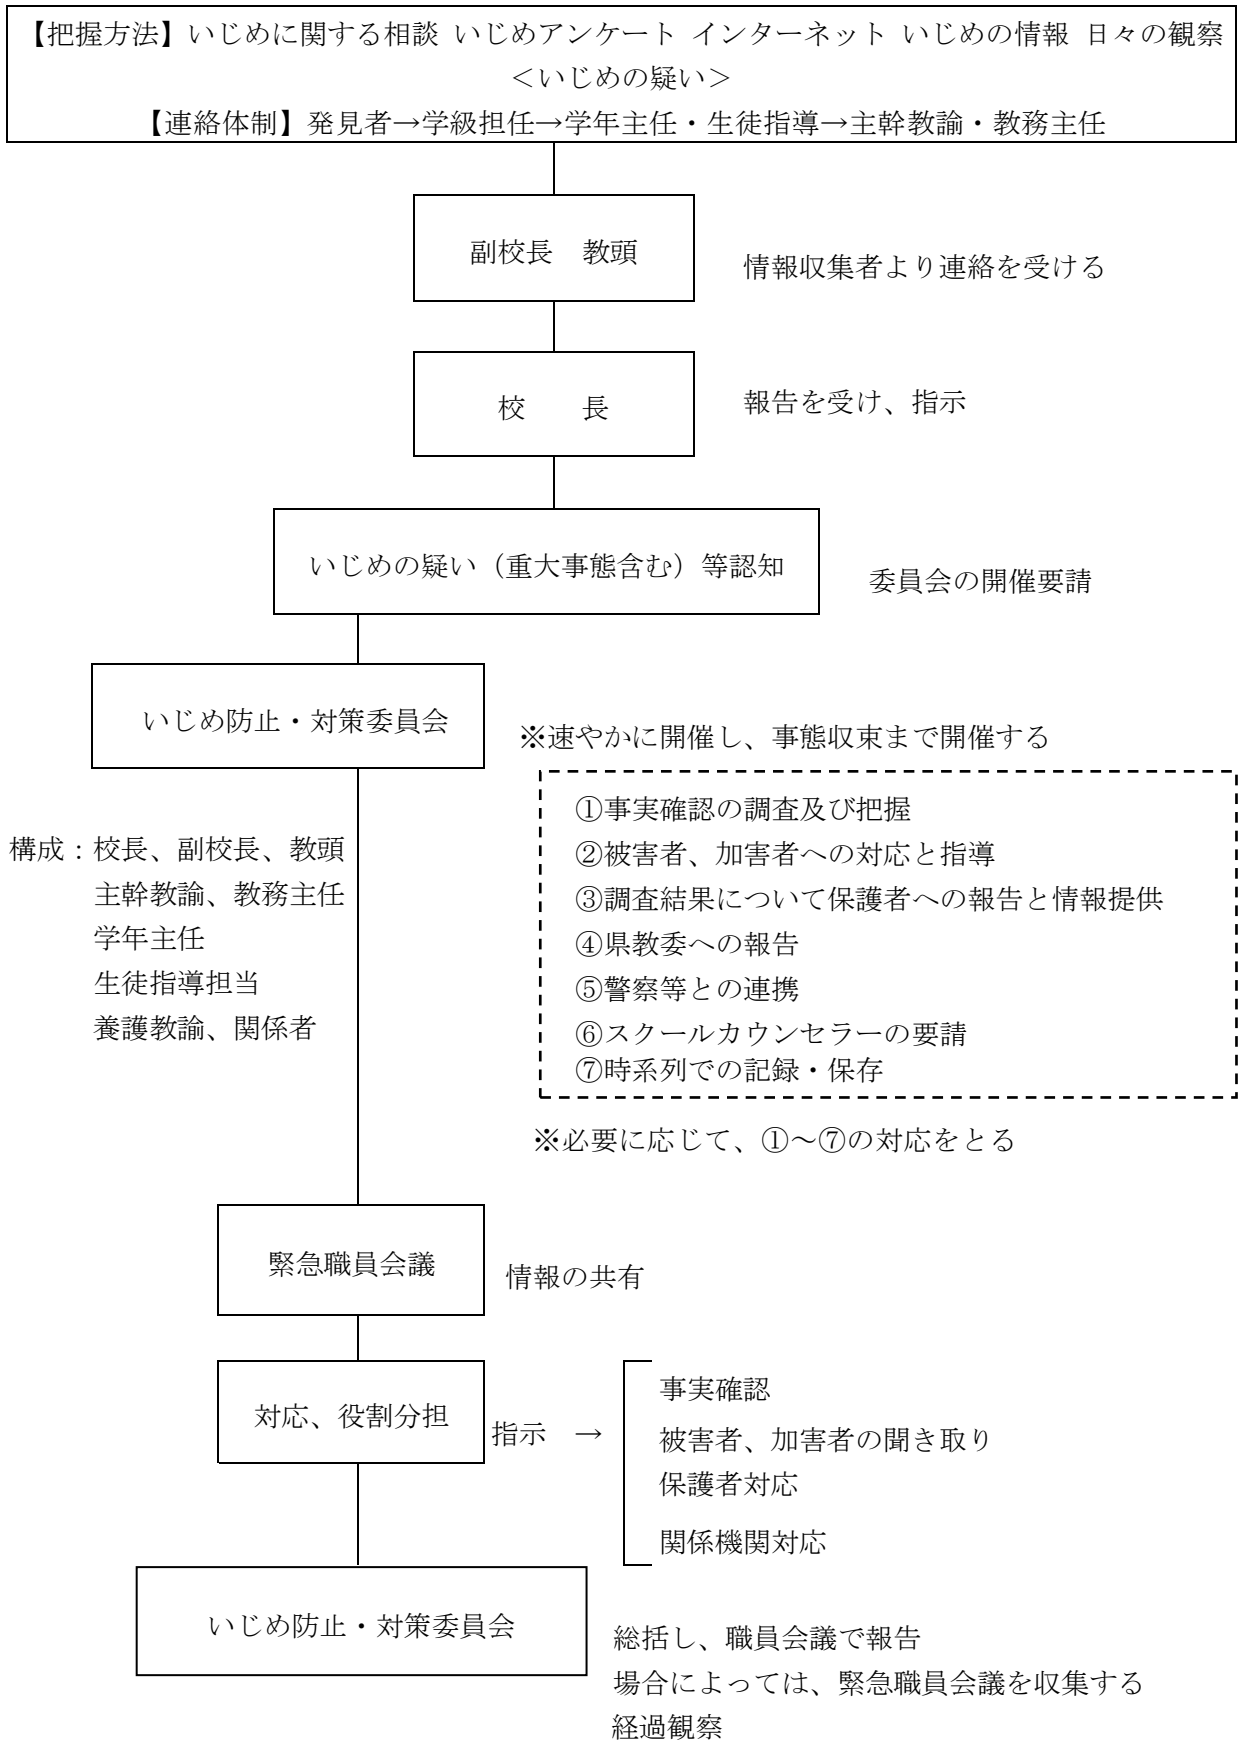 【把握方法】いじめに関する相談 いじめアンケート インターネット いじめの情報 日々の観察
＜いじめの疑い＞
【連絡体制】発見者→学級担任→学年主任・生徒指導→主幹教諭・教務主任
副校長　教頭
情報収集者より連絡を受ける
校　　長
報告を受け、指示
いじめの疑い（重大事態含む）等認知
委員会の開催要請
いじめ防止・対策委員会
※速やかに開催し、事態収束まで開催する
構成：校長、副校長、教頭
主幹教諭、教務主任
学年主任
生徒指導担当
養護教諭、関係者
①事実確認の調査及び把握
②被害者、加害者への対応と指導
③調査結果について保護者への報告と情報提供
④県教委への報告
⑤警察等との連携
⑥スクールカウンセラーの要請
⑦時系列での記録・保存
※必要に応じて、①～⑦の対応をとる
緊急職員会議
情報の共有
対応、役割分担
指示　→
事実確認
被害者、加害者の聞き取り
保護者対応
関係機関対応
いじめ防止・対策委員会
総括し、職員会議で報告
場合によっては、緊急職員会議を収集する
経過観察